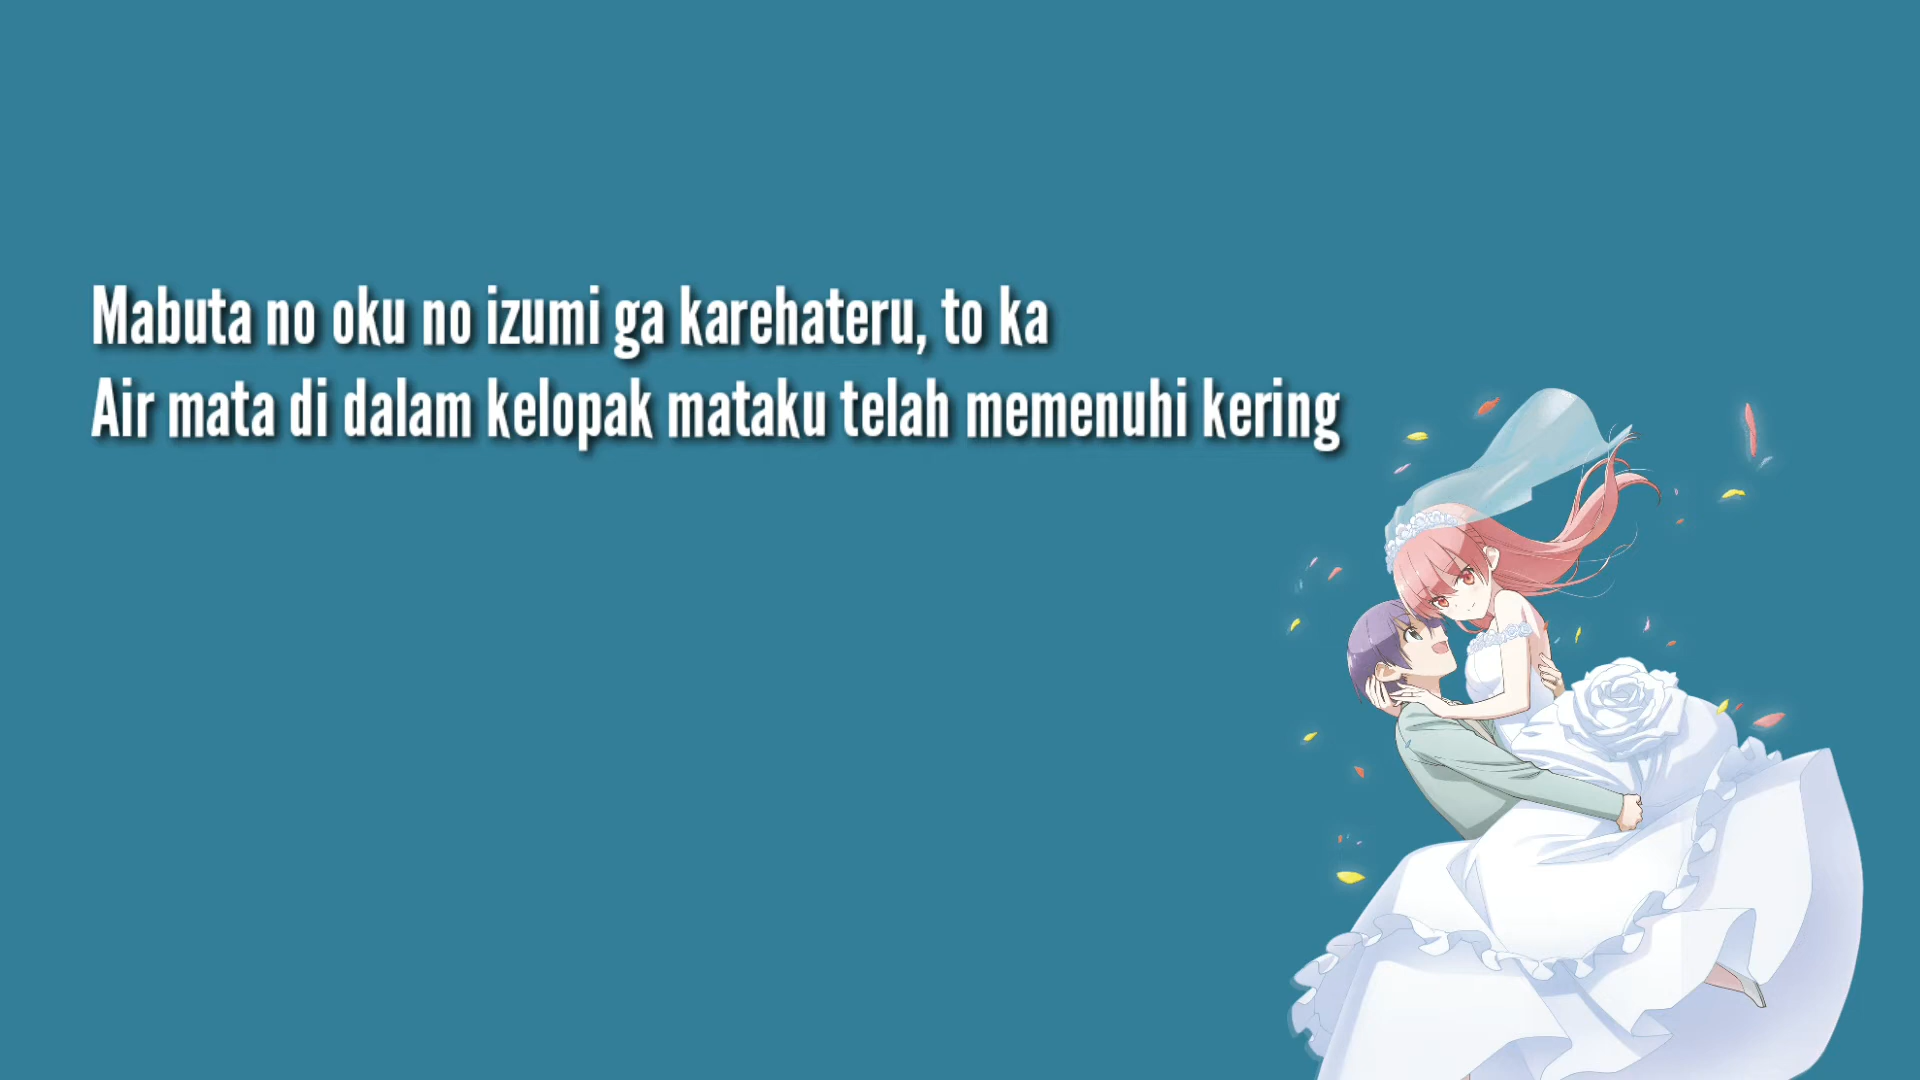 Mabuta no oku no izumi ga karehateru, to ka
Air mata di dalam kelopak mataku telah memenuhi kering